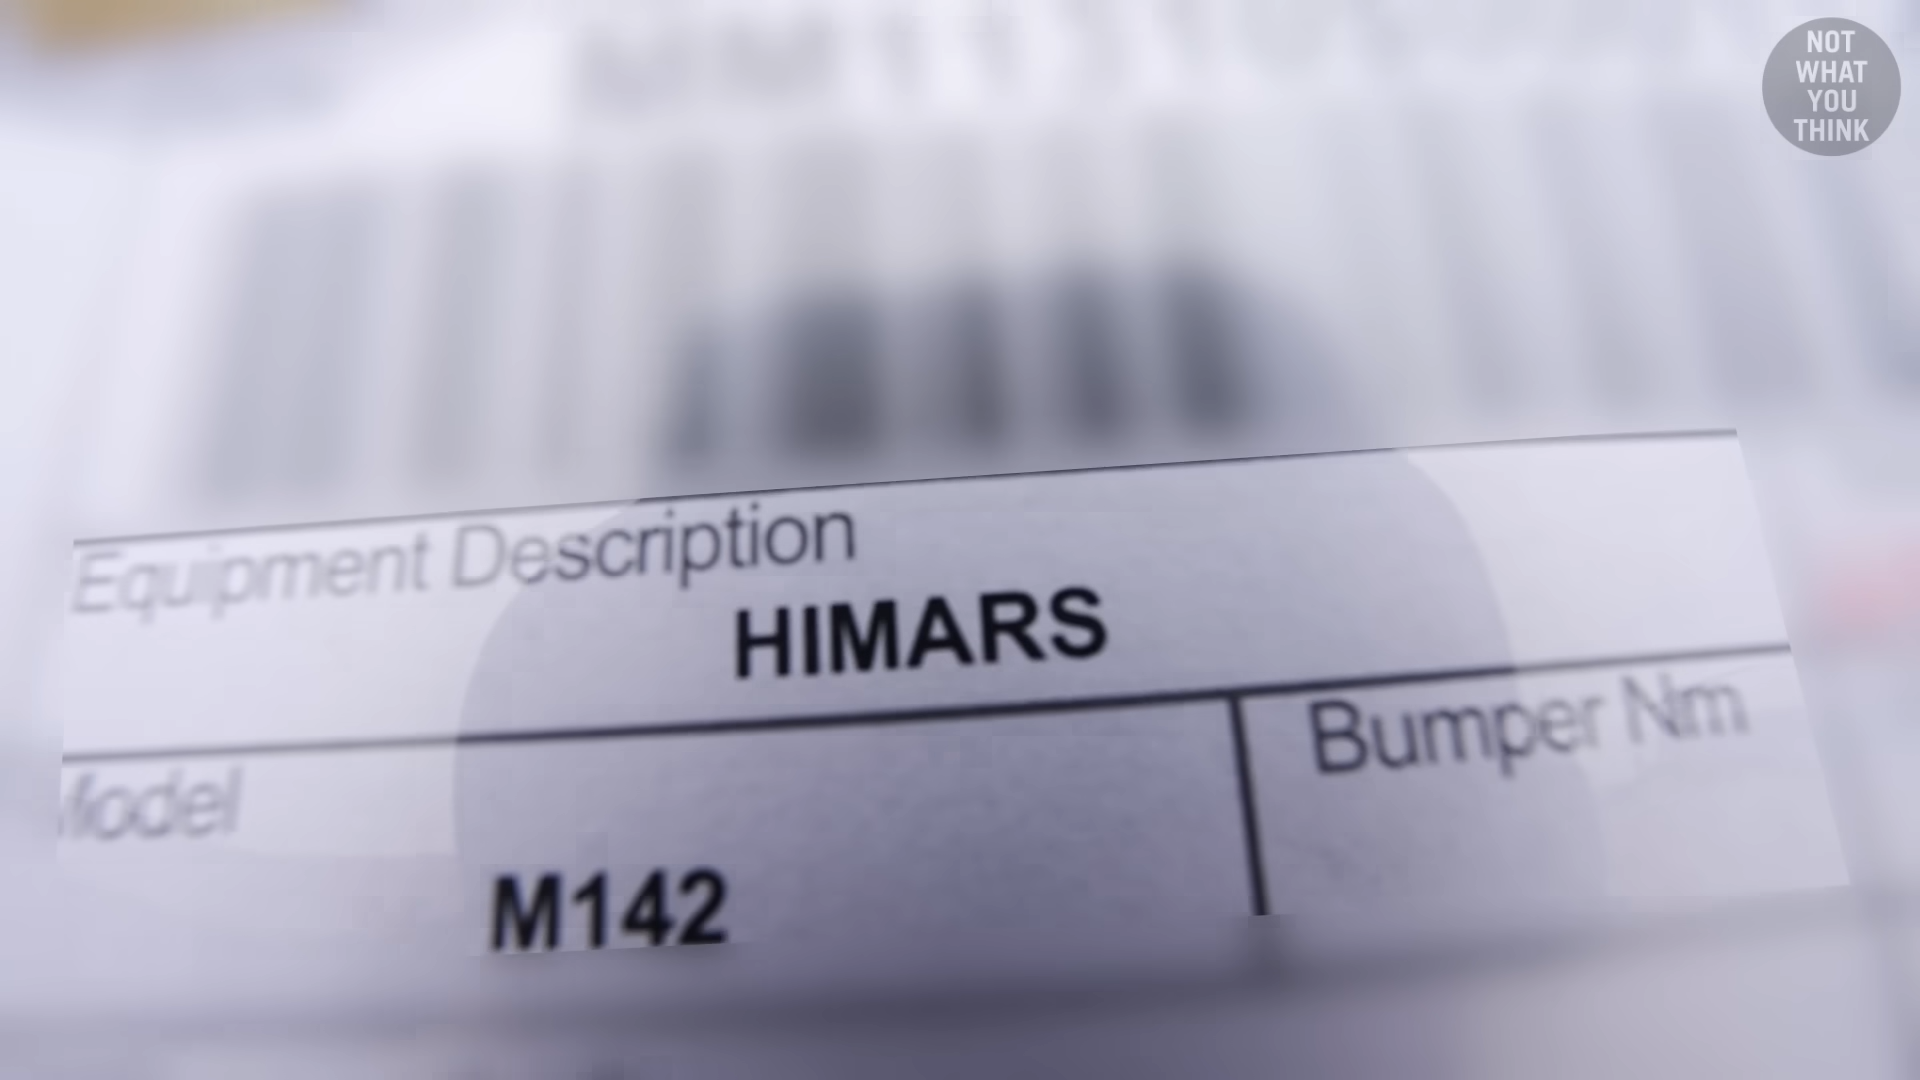 NOT
WHAT
YOU
THINK
Equipment Description
HIMARS
Model
Bumper Nm
M142